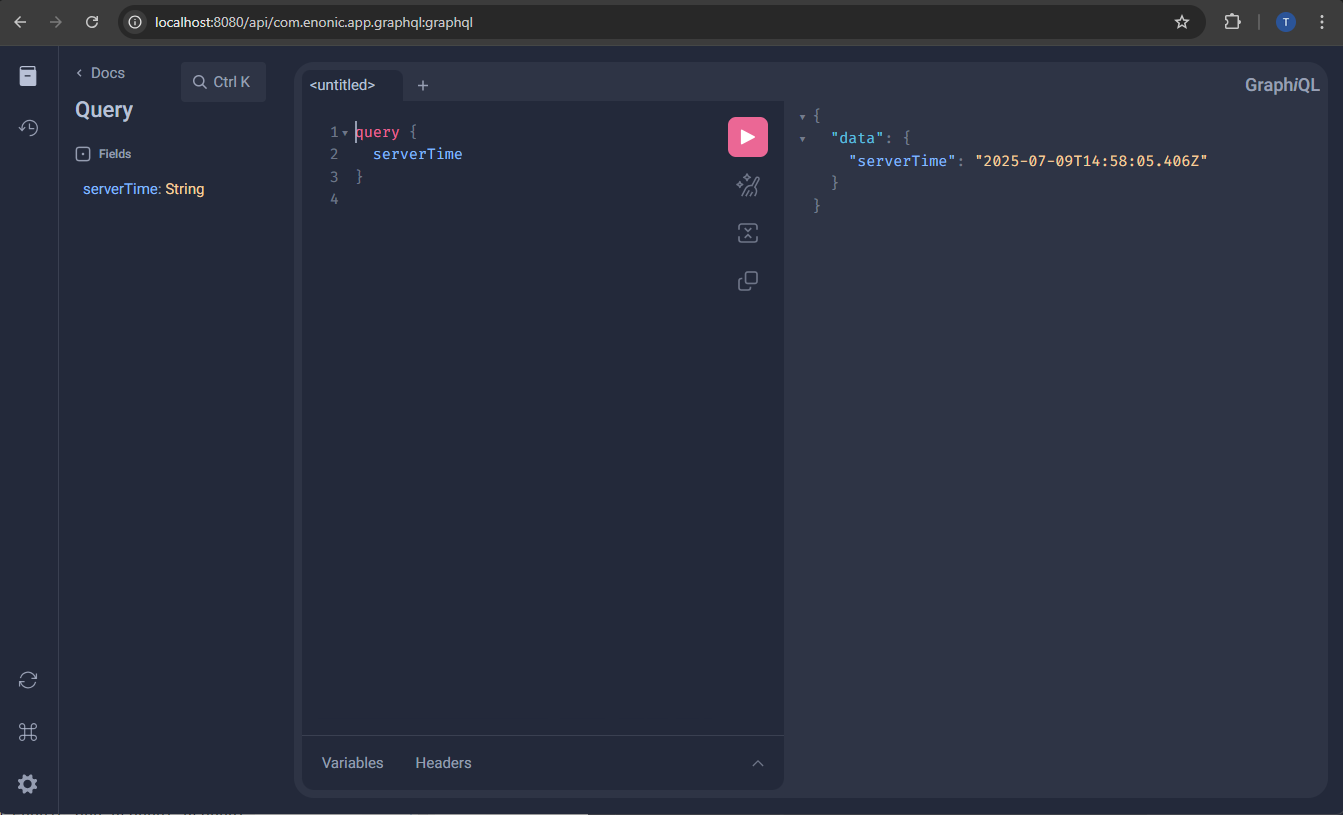 localhost:8080/api/com.enonic.app.graphql:graphql
T
Docs
Ctrl K
Query
Fields
serverTime: String
<untitled>
GraphiQL
1 query {
2 serverTime
3 }
4
{
"data": {
"serverTime": "2025-07-09T14:58:05.406Z"
}
}
Variables
Headers